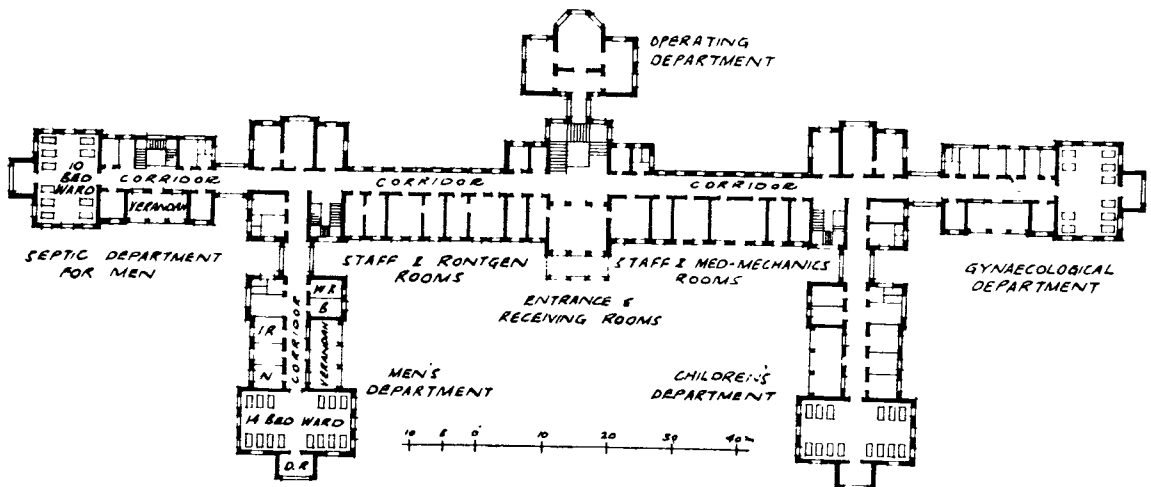 OPERATING
DEPARTMENT
10
BED
WARD
CORRIDOR
VERANDAH
CORRIDOR
CORRIDOR
SEPTIC DEPARTMENT
FOR MEN
STAFF & RONTGEN
ROOMS
ENTRANCE &
RECEIVING ROOMS
STAFF & MED-MECHANICS
ROOMS
GYNAECOLOGICAL
DEPARTMENT
B
1R
N
CORRIDOR
VERANDAH
MEN'S
DEPARTMENT
CHILDREN'S
DEPARTMENT
14 BED WARD
D.R
10 5 0 10 20 30 40 m